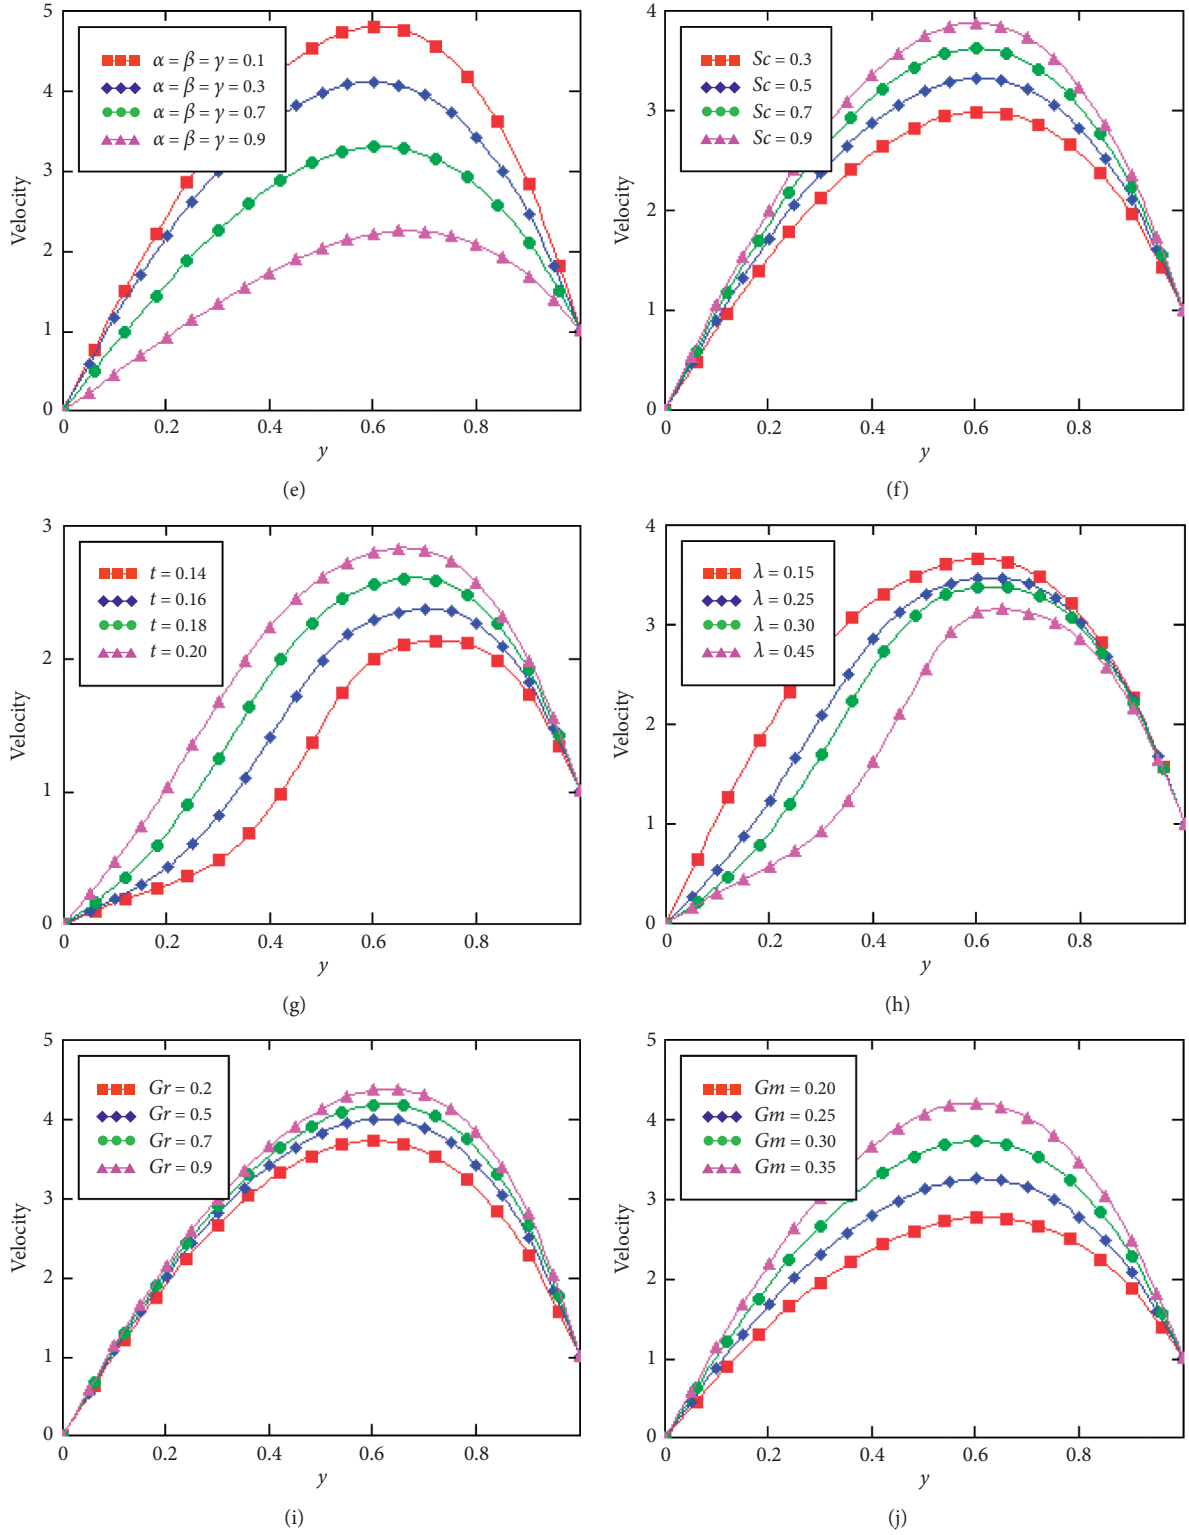 5
4
3
2
1
0
Velocity
α = β = γ = 0.1
α = β = γ = 0.3
α = β = γ = 0.7
α = β = γ = 0.9
0
0.2
0.4
0.6
0.8
y
(e)
4
3
2
1
0
Velocity
Sc = 0.3
Sc = 0.5
Sc = 0.7
Sc = 0.9
0
0.2
0.4
0.6
0.8
y
(f)
3
2
1
0
Velocity
t = 0.14
t = 0.16
t = 0.18
t = 0.20
0
0.2
0.4
0.6
0.8
y
(g)
4
3
2
1
0
Velocity
λ = 0.15
λ = 0.25
λ = 0.30
λ = 0.45
0
0.2
0.4
0.6
0.8
y
(h)
5
4
3
2
1
0
Velocity
Gr = 0.2
Gr = 0.5
Gr = 0.7
Gr = 0.9
0
0.2
0.4
0.6
0.8
y
(i)
5
4
3
2
1
0
Velocity
Gm = 0.20
Gm = 0.25
Gm = 0.30
Gm = 0.35
0
0.2
0.4
0.6
0.8
y
(j)